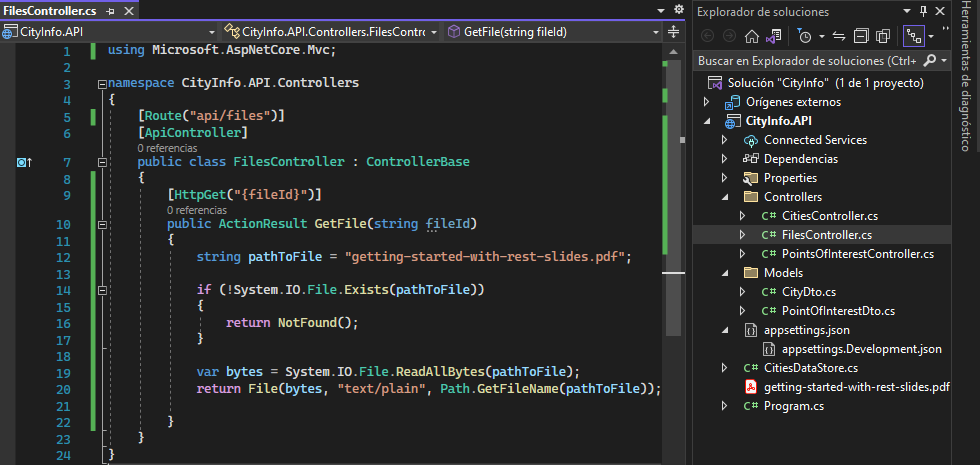 FilesController.cs
CityInfo.API
CityInfo.API.Controllers.FilesContro
GetFile(string fileId)
1 using Microsoft.AspNetCore.Mvc;
2
3 namespace CityInfo.API.Controllers
4 {
5 [Route("api/files")]
6 [ApiController]
0 referencias
7 public class FilesController : ControllerBase
8 {
9 [HttpGet("{fileId}")]
0 referencias
10 public ActionResult GetFile(string fileId)
11 {
12 string pathToFile = "getting-started-with-rest-slides.pdf";
13
14 if (!System.IO.File.Exists(pathToFile))
15 {
16 return NotFound();
17 }
18
19 var bytes = System.IO.File.ReadAllBytes(pathToFile);
20 return File(bytes, "text/plain", Path.GetFileName(pathToFile));
21
22 }
23 }
24 }
Explorador de soluciones
Buscar en Explorador de soluciones (Ctrl+
Solución "CityInfo" (1 de 1 proyecto)
Orígenes externos
CityInfo.API
Connected Services
Dependencias
Properties
Controllers
C# CitiesController.cs
C# FilesController.cs
C# PointsOfInterestController.cs
Models
C# CityDto.cs
C# PointOfInterestDto.cs
appsettings.json
appsettings.Development.json
C# CitiesDataStore.cs
getting-started-with-rest-slides.pdf
C# Program.cs
Herramientas de diagnóstico